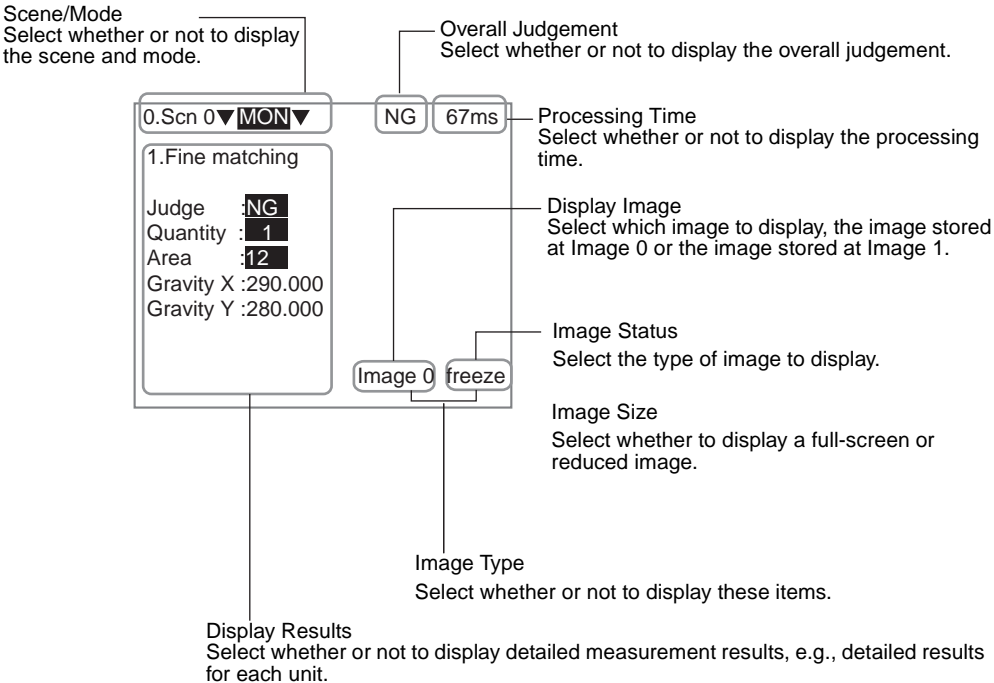 Scene/Mode
Select whether or not to display
the scene and mode.
Overall Judgement
Select whether or not to display the overall judgement.
0.Scn 0▼MON▼
NG
67ms
Processing Time
Select whether or not to display the processing
time.
1.Fine matching
Judge :NG
Quantity : 1
Area :12
Gravity X :290.000
Gravity Y :280.000
Display Image
Select which image to display, the image stored
at Image 0 or the image stored at Image 1.
Image Status
Select the type of image to display.
Image 0
freeze
Image Size
Select whether to display a full-screen or
reduced image.
Image Type
Select whether or not to display these items.
Display Results
Select whether or not to display detailed measurement results, e.g., detailed results
for each unit.